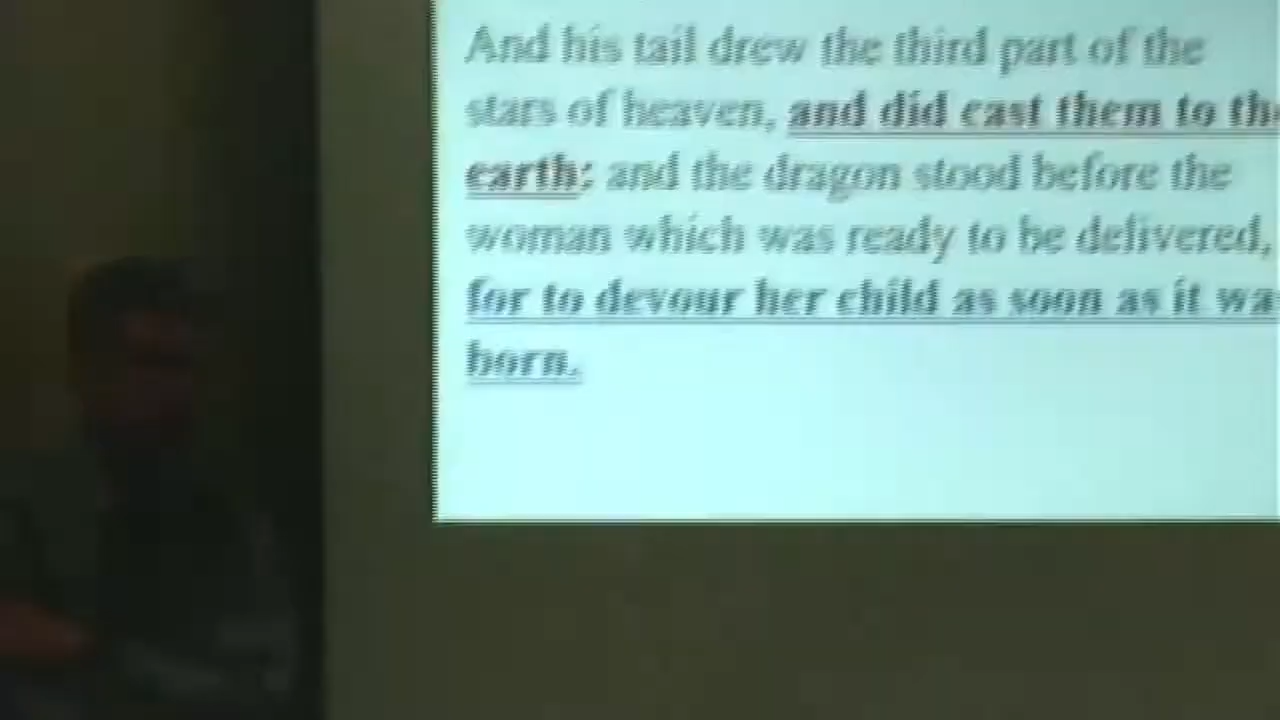 And his tail drew the third part of the
stars of heaven, and did cast them to the
earth; and the dragon stood before the
woman which was ready to be delivered,
for to devour her child as soon as it wa
born.